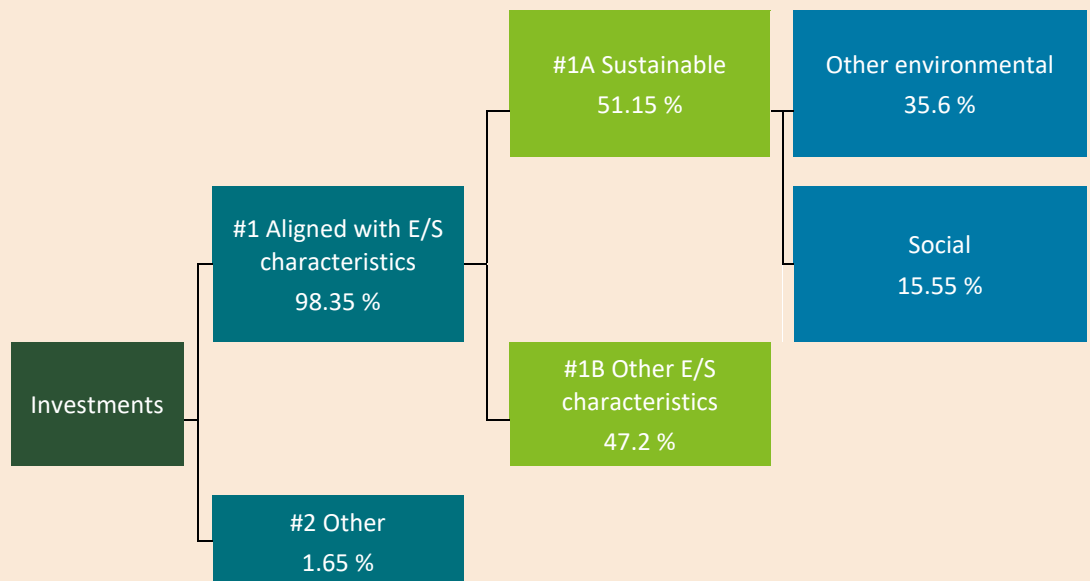 Investments
#1 Aligned with E/S
characteristics
98.35 %
#2 Other
1.65 %
#1A Sustainable
51.15 %
#1B Other E/S
characteristics
47.2 %
Other environmental
35.6 %
Social
15.55 %